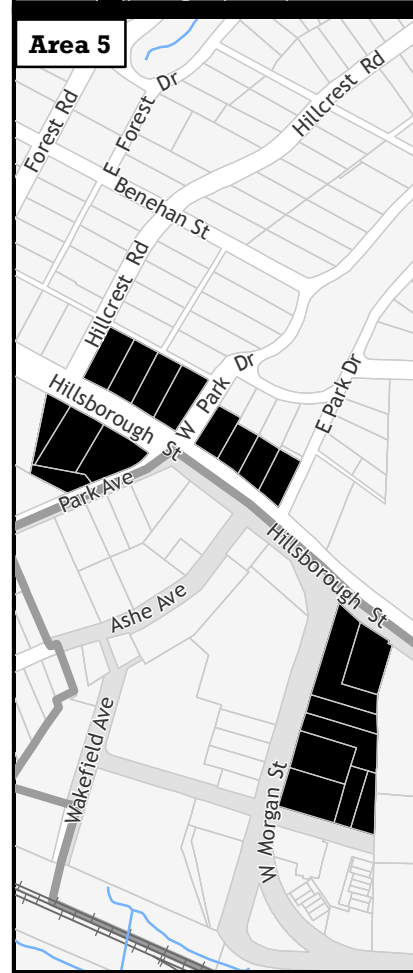 Area 5
Forest Rd
E Forest Dr
Hillcrest Rd
Benehan St
Hillcrest Rd
W Park Dr
E Park Dr
Hillsborough St
Park Ave
Hillsborough St
Ashe Ave
Wakefield Ave
W Morgan St